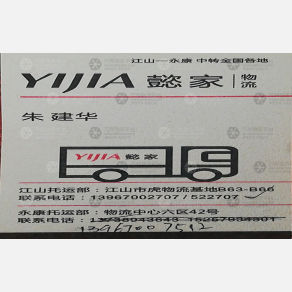 江山—永康 中转全国各地
YIJIA 懿家 物流
朱 建华
YIJIA 懿家
江山托运部：江山市虎物流基地B63-B66
联系电话：13967002707/522707
永康托运部：物流中心六区42号
联系电话：
13967007512